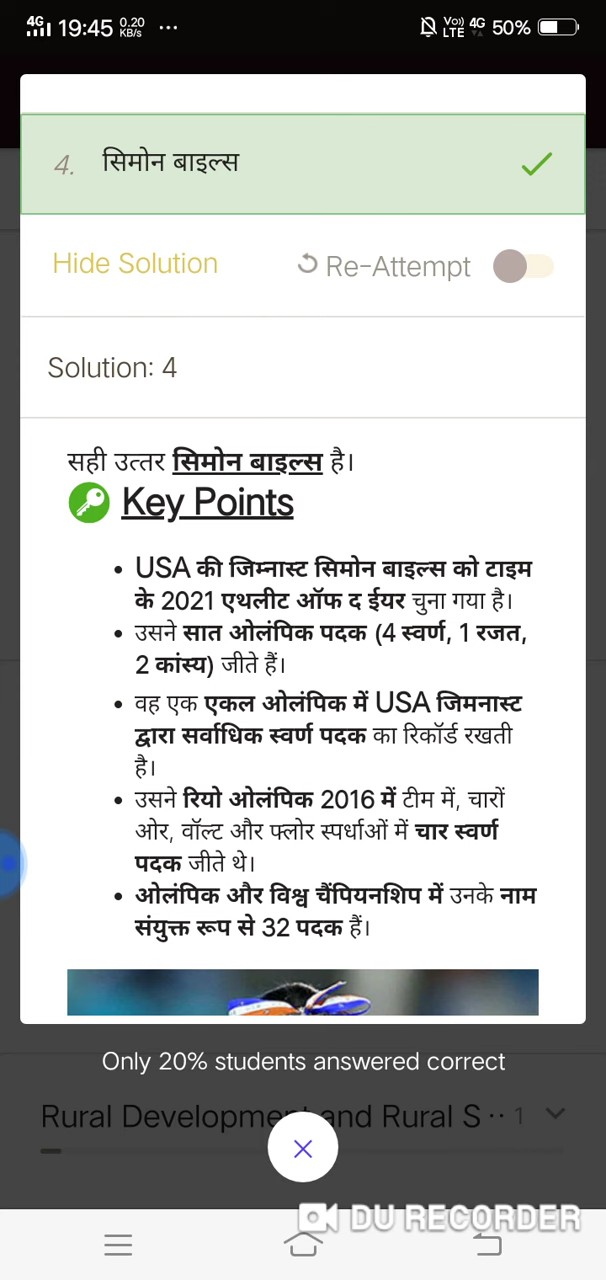 4G 19:45 0.20 KB/s ... Vo) LTE 4G 50%
4. सिमोन बाइल्स
Hide Solution Re-Attempt
Solution: 4
सही उत्तर सिमोन बाइल्स है।
Key Points
• USA की जिम्नास्ट सिमोन बाइल्स को टाइम
के 2021 एथलीट ऑफ द ईयर चुना गया है।
• उसने सात ओलंपिक पदक (4 स्वर्ण, 1 रजत,
2 कांस्य) जीते हैं।
• वह एक एकल ओलंपिक में USA जिमनास्ट
द्वारा सर्वाधिक स्वर्ण पदक का रिकॉर्ड रखती
है।
• उसने रियो ओलंपिक 2016 में टीम में, चारों
ओर, वॉल्ट और फ्लोर स्पर्धाओं में चार स्वर्ण
पदक जीते थे।
• ओलंपिक और विश्व चैंपियनशिप में उनके नाम
संयुक्त रूप से 32 पदक हैं।
Only 20% students answered correct
Rural Development and Rural S·· 1
DU RECORDER